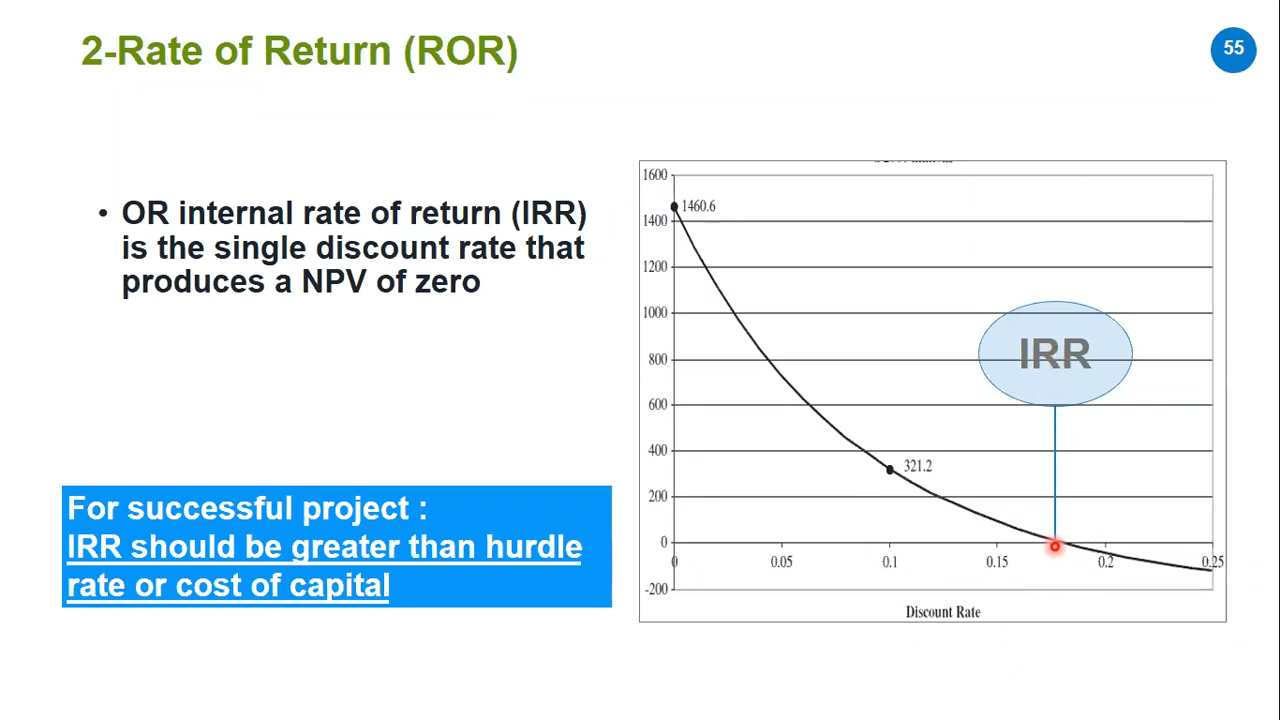 2-Rate of Return (ROR)
55
• OR internal rate of return (IRR)
is the single discount rate that
produces a NPV of zero
For successful project :
IRR should be greater than hurdle
rate or cost of capital
1600
1400
1200
1000
800
600
400
200
0
-200
1460.6
321.2
IRR
0
0.05
0.1
0.15
0.2
0.25
Discount Rate